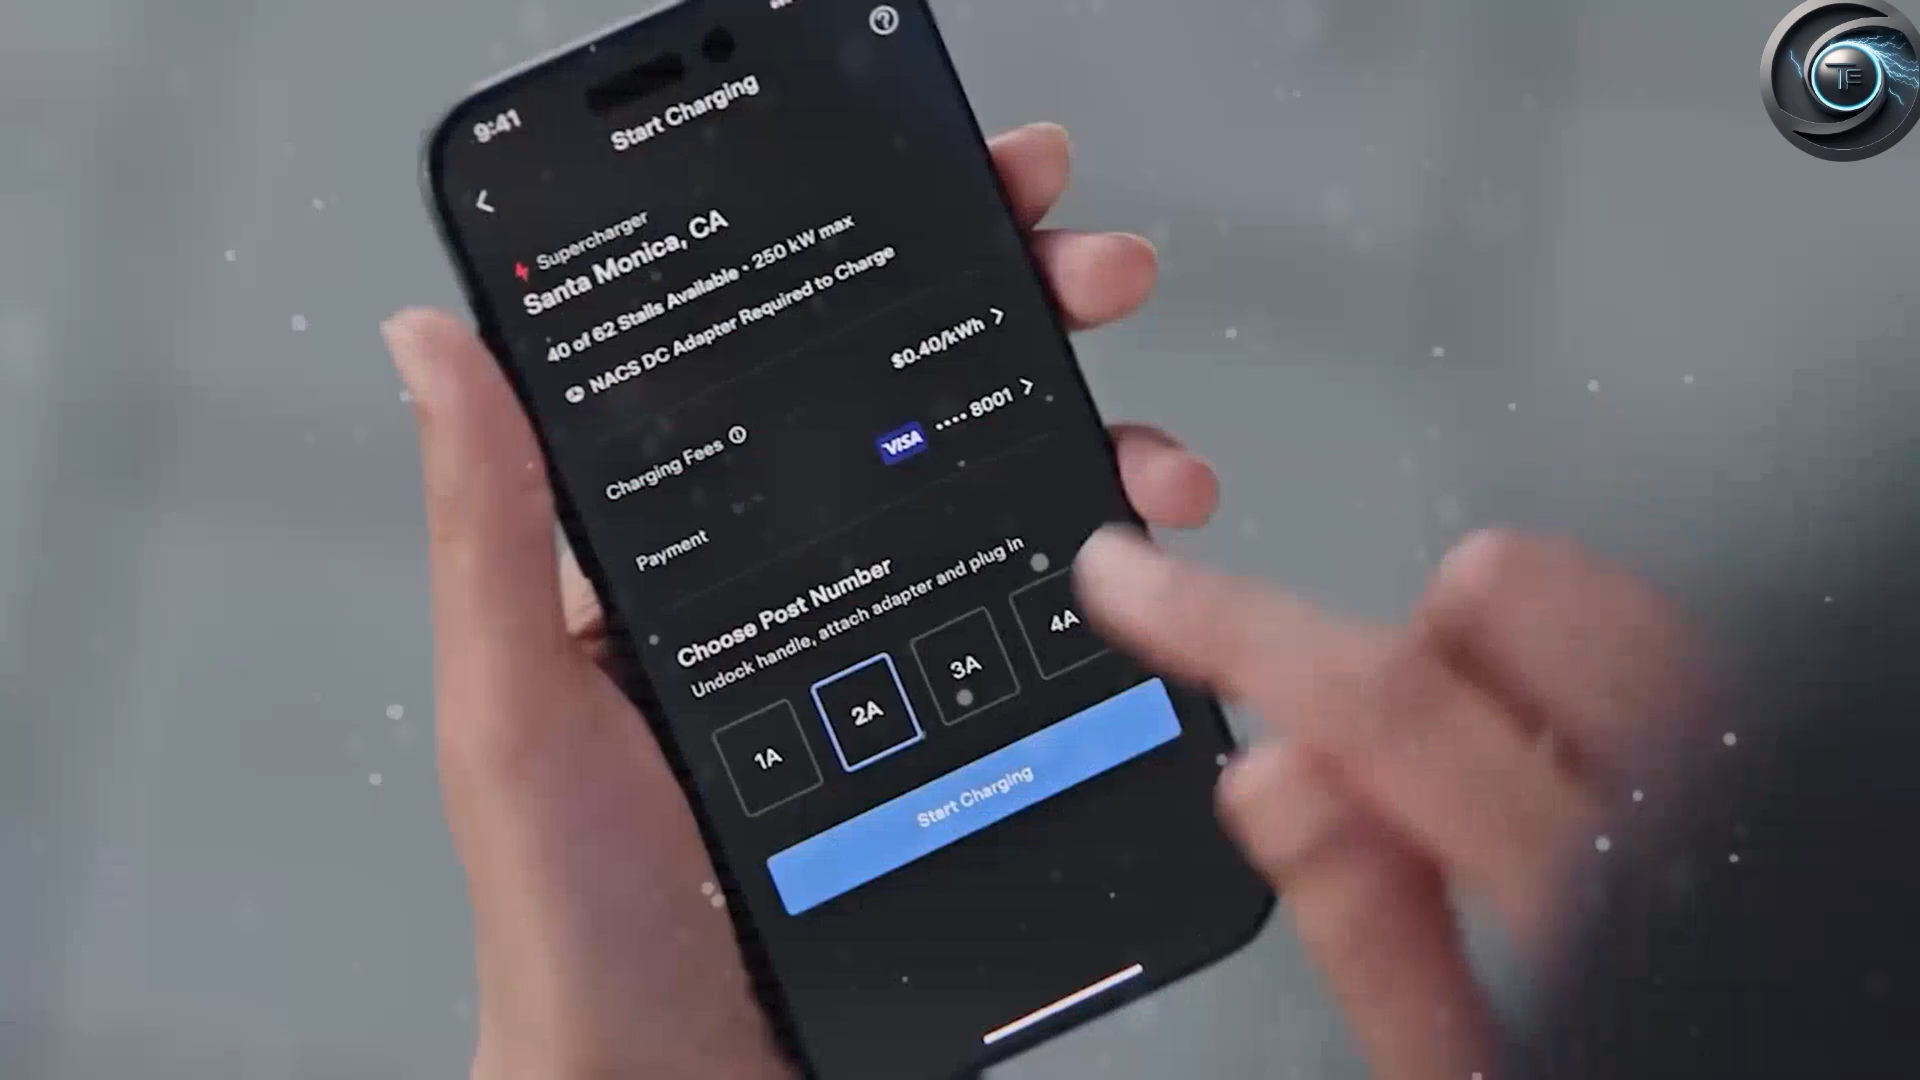 9:41
Start Charging
Supercharger
Santa Monica, CA
40 of 62 Stalls Available • 250 kW max
NACS DC Adapter Required to Charge
Charging Fees
$0.40/kWh
Payment
VISA •••• 8001
Choose Post Number
Undock handle, attach adapter and plug in
1A
2A
3A
4A
Start Charging
TE